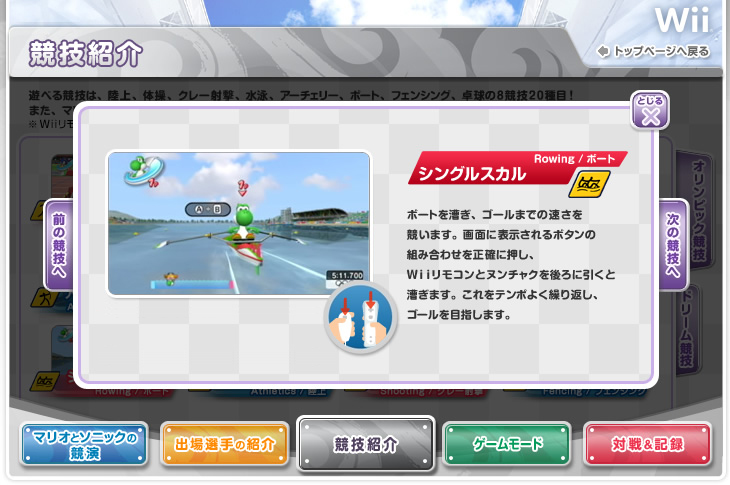 Wii
競技紹介
トップページへ戻る
遊べる競技は、陸上、体操、クレー射撃、水泳、アーチェリー、ボート、フェンシング、卓球の8競技20種目!
また、マ
※Wiiリモ
とじる
Rowing / ボート
シングルスカル
1P
1P
A + B
5:11.700
ボートを漕ぎ、ゴールまでの速さを
競います。画面に表示されるボタンの
組み合わせを正確に押し、
Wiiリモコンとヌンチャクを後ろに引くと
漕ぎます。これをテンポよく繰り返し、
ゴールを目指します。
前の競技へ
次の競技へ
オリンピック競技
ドリーム競技
Rowing / ボート
Athletics / 陸上
Shooting / クレー射撃
Fencing / フェンシング
マリオとソニックの
競演
出場選手の紹介
競技紹介
ゲームモード
対戦&記録